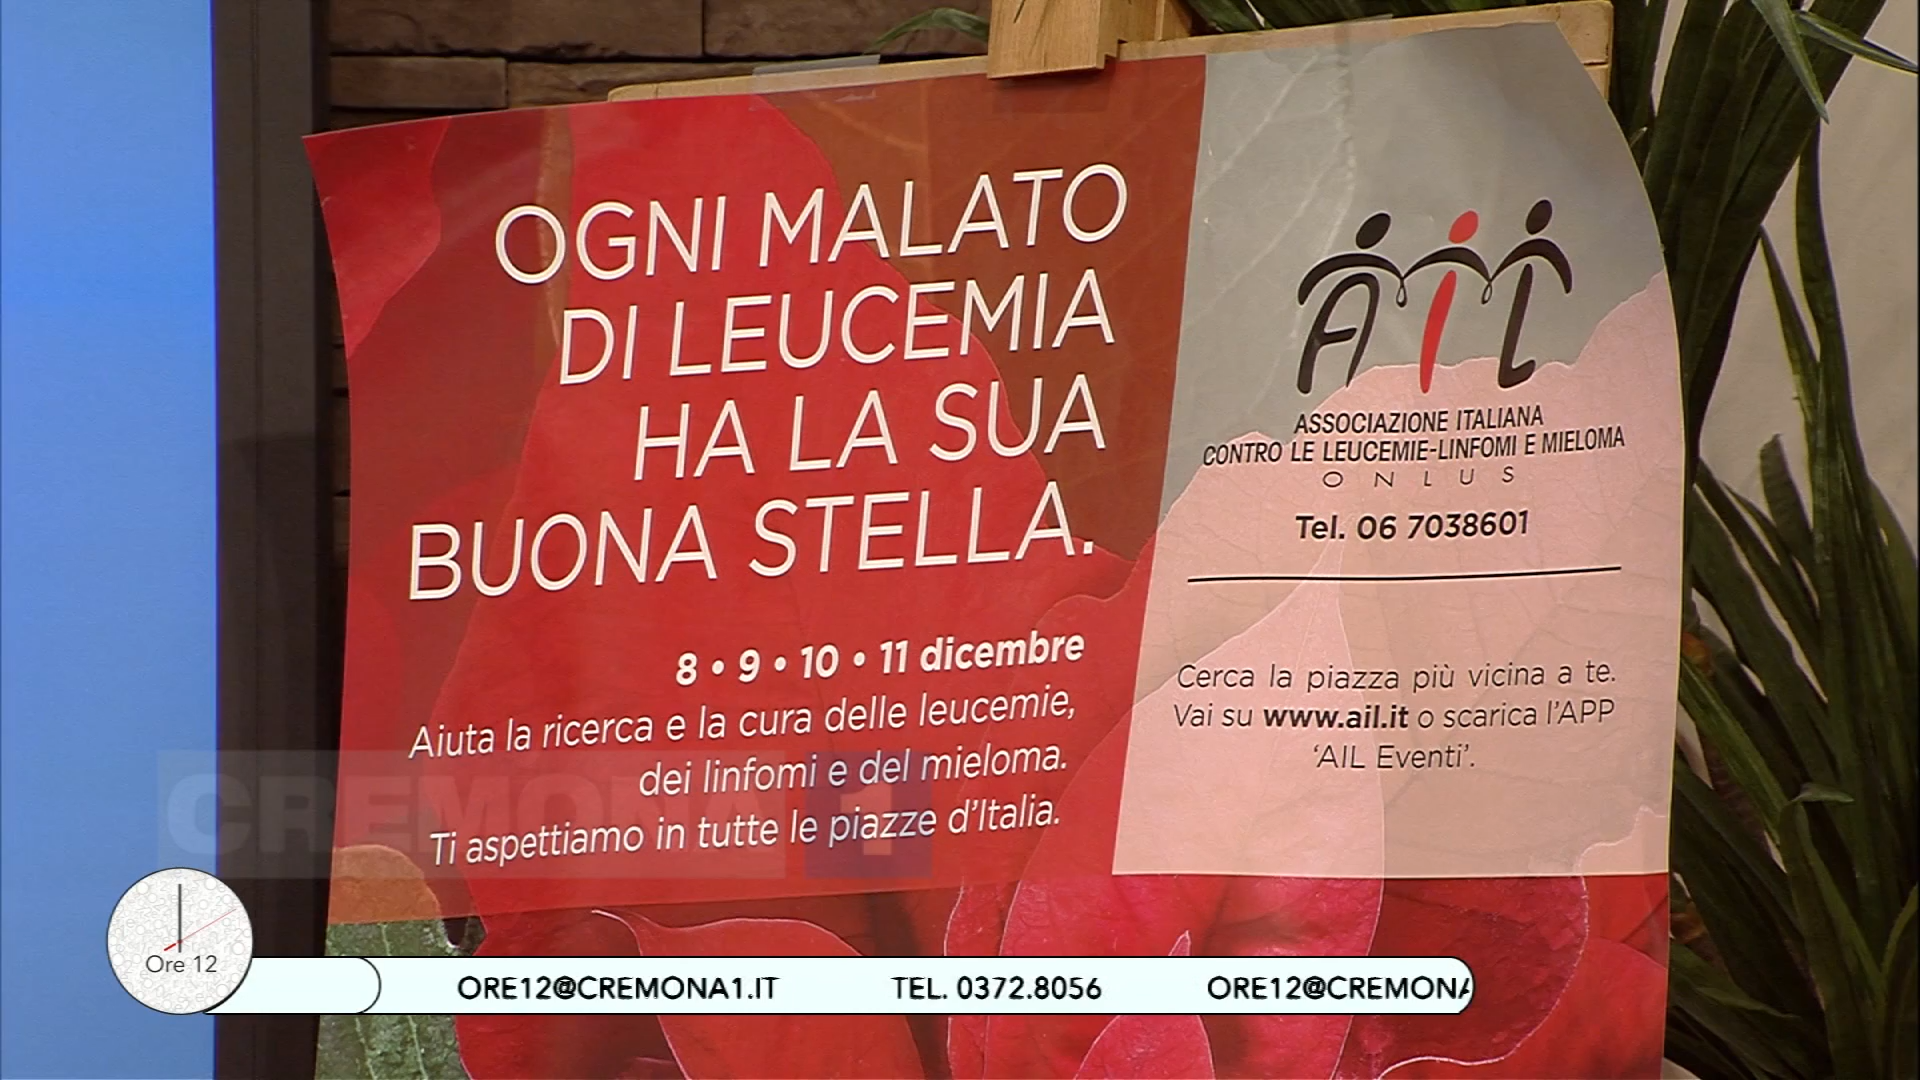 OGNI MALATO
DI LEUCEMIA
HA LA SUA
BUONA STELLA.
8 • 9 • 10 • 11 dicembre
Aiuta la ricerca e la cura delle leucemie,
dei linfomi e del mieloma.
Ti aspettiamo in tutte le piazze d'Italia.
AIL
ASSOCIAZIONE ITALIANA
CONTRO LE LEUCEMIE-LINFOMI E MIELOMA
ONLUS
Tel. 06 7038601
Cerca la piazza più vicina a te.
Vai su www.ail.it o scarica l'APP
'AIL Eventi'.
CREMONA 1
Ore 12
ORE12@CREMONA1.IT TEL. 0372.8056 ORE12@CREMONA